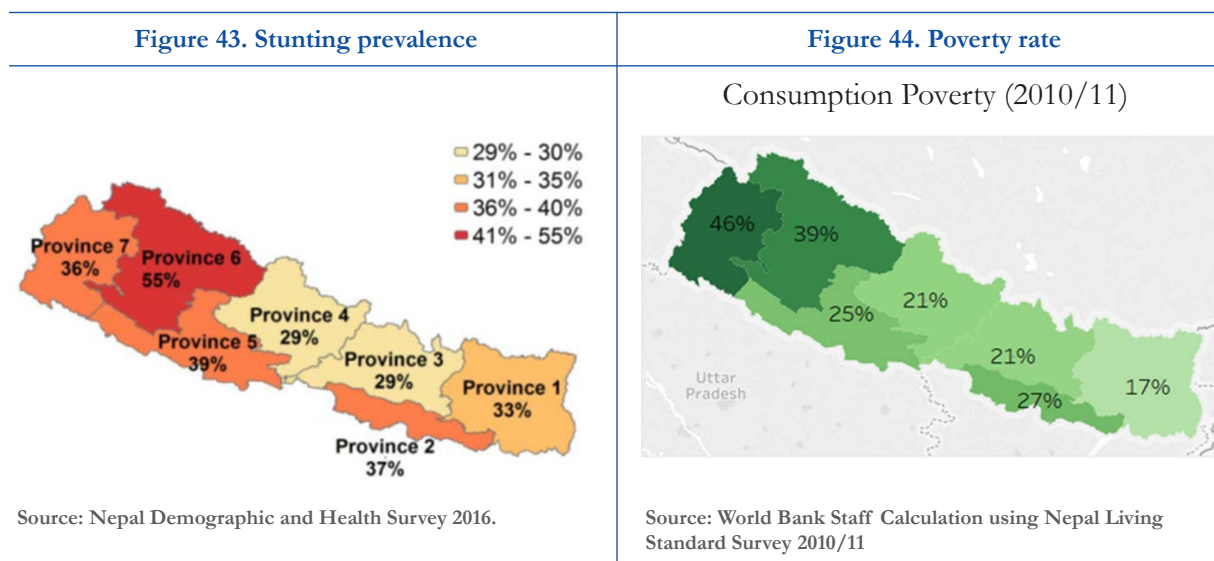 Figure 43. Stunting prevalence
29% - 30%
31% - 35%
36% - 40%
41% - 55%
Province 7
36%
Province 6
55%
Province 5
39%
Province 4
29%
Province 3
29%
Province 1
33%
Province 2
37%
Source: Nepal Demographic and Health Survey 2016.
Figure 44. Poverty rate
Consumption Poverty (2010/11)
46%
39%
25%
21%
21%
27%
17%
Uttar
Pradesh
Source: World Bank Staff Calculation using Nepal Living
Standard Survey 2010/11